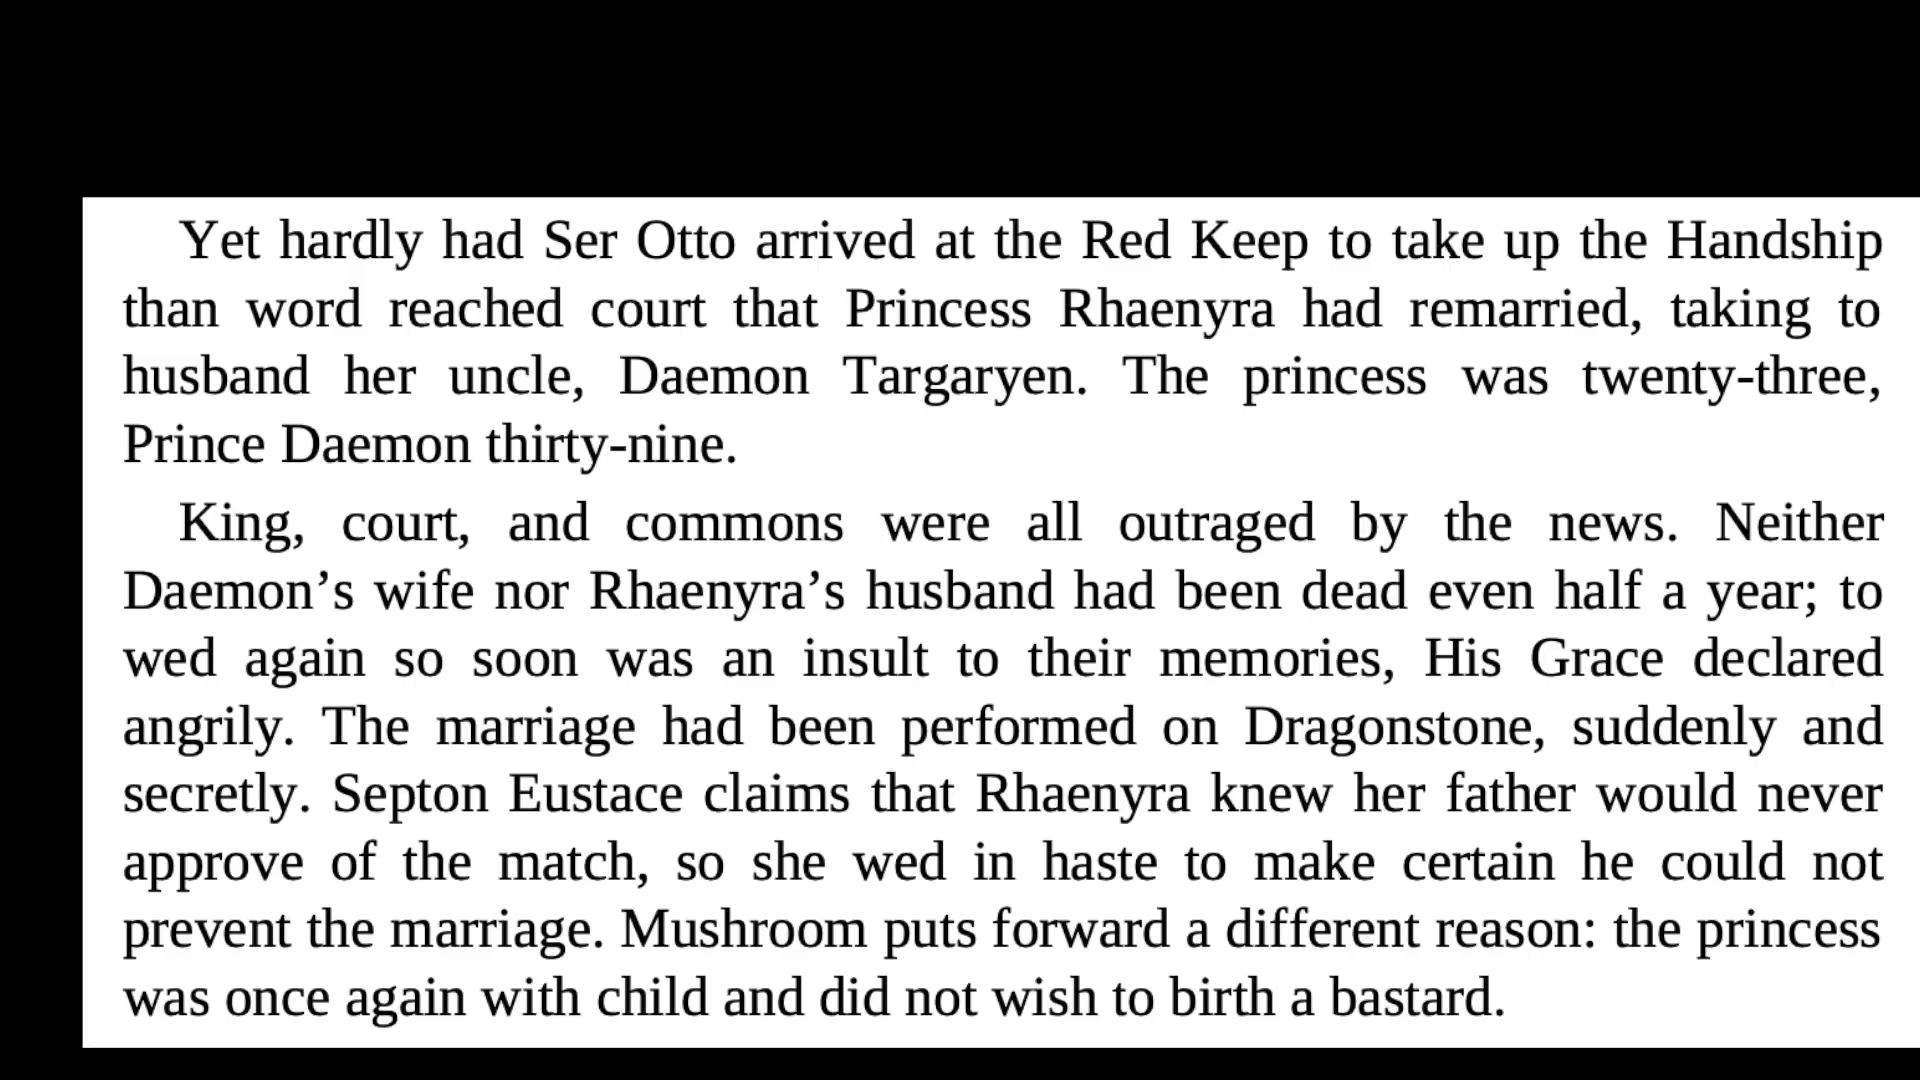 Yet hardly had Ser Otto arrived at the Red Keep to take up the Handship
than word reached court that Princess Rhaenyra had remarried, taking to
husband her uncle, Daemon Targaryen. The princess was twenty-three,
Prince Daemon thirty-nine.
King, court, and commons were all outraged by the news. Neither
Daemon’s wife nor Rhaenyra’s husband had been dead even half a year; to
wed again so soon was an insult to their memories, His Grace declared
angrily. The marriage had been performed on Dragonstone, suddenly and
secretly. Septon Eustace claims that Rhaenyra knew her father would never
approve of the match, so she wed in haste to make certain he could not
prevent the marriage. Mushroom puts forward a different reason: the princess
was once again with child and did not wish to birth a bastard.